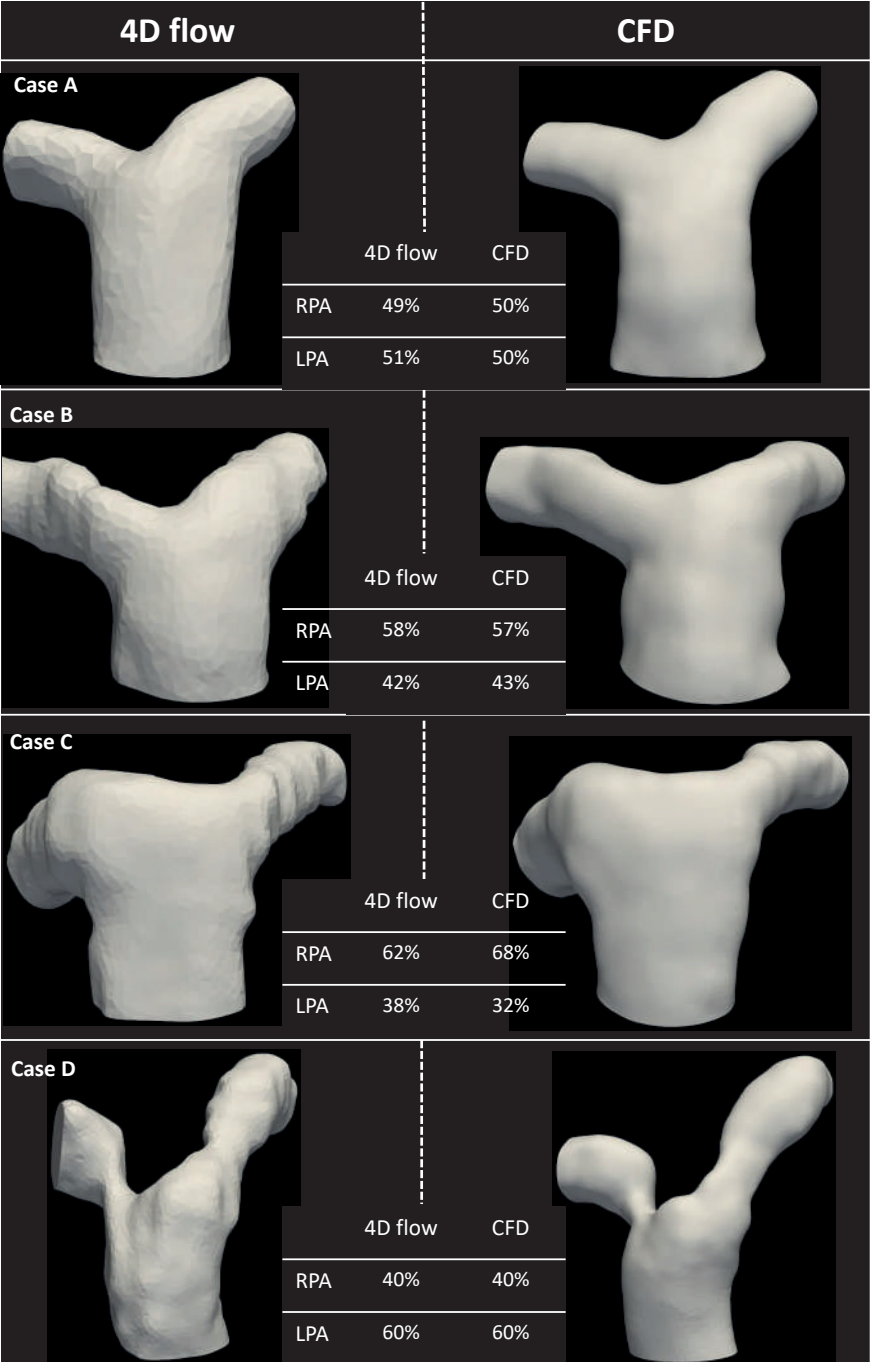 4D flow CFD
Case A
4D flow CFD
RPA 49% 50%
LPA 51% 50%
Case B
4D flow CFD
RPA 58% 57%
LPA 42% 43%
Case C
4D flow CFD
RPA 62% 68%
LPA 38% 32%
Case D
4D flow CFD
RPA 40% 40%
LPA 60% 60%